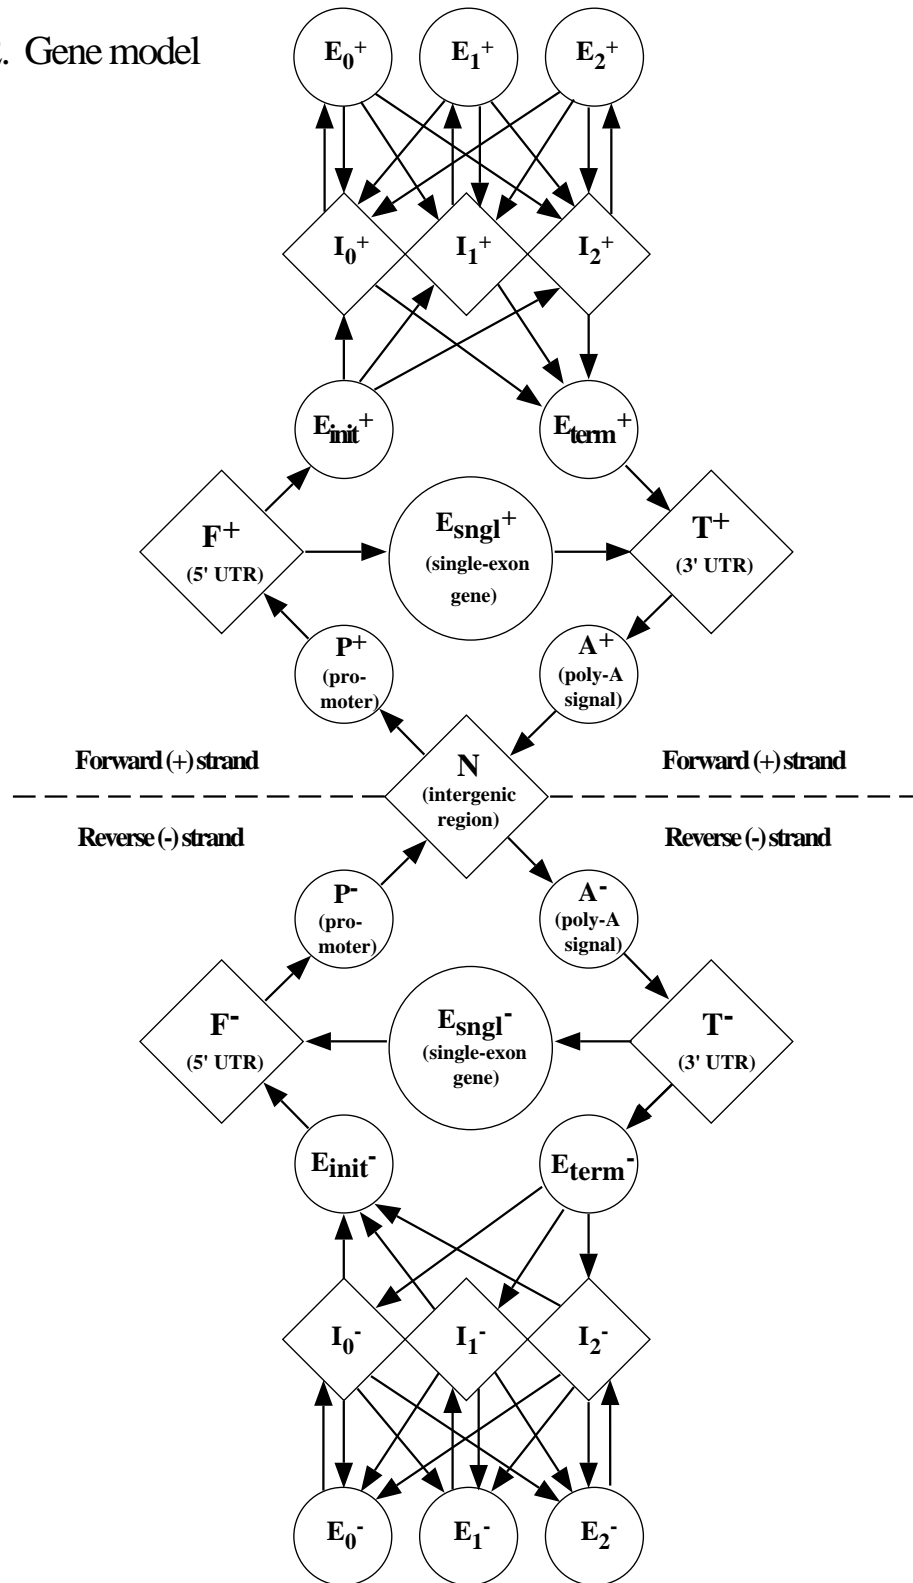 . Gene model
E0+ E1+ E2+
I0+ I1+ I2+
Einit+ Eterm+
F+
(5' UTR)
Esngl+
(single-exon
gene)
T+
(3' UTR)
P+
(pro-
moter)
A+
(poly-A
signal)
Forward (+) strand
N
(intergenic
region)
Forward (+) strand
Reverse (-) strand
Reverse (-) strand
P-
(pro-
moter)
A-
(poly-A
signal)
F-
(5' UTR)
Esngl-
(single-exon
gene)
T-
(3' UTR)
Einit- Eterm-
I0- I1- I2-
E0- E1- E2-